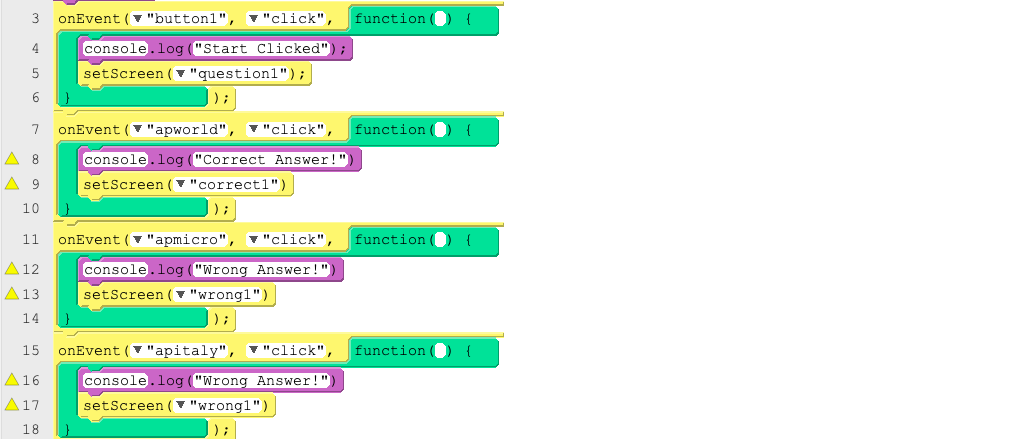 3 onEvent(▼"button1", ▼"click", function( ) {
4 console.log("Start Clicked");
5 setScreen(▼"question1");
6 } );
7 onEvent(▼"apworld", ▼"click", function( ) {
8 console.log("Correct Answer!")
9 setScreen(▼"correct1")
10 } );
11 onEvent(▼"apmicro", ▼"click", function( ) {
12 console.log("Wrong Answer!")
13 setScreen(▼"wrong1")
14 } );
15 onEvent(▼"apitaly", ▼"click", function( ) {
16 console.log("Wrong Answer!")
17 setScreen(▼"wrong1")
18 } );